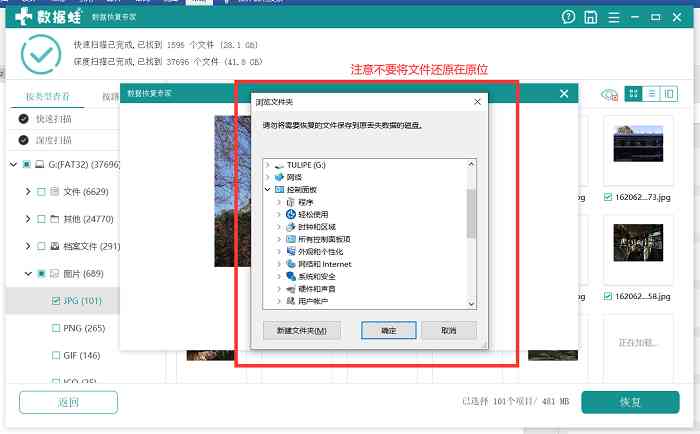 数据蛙 数据恢复专家
快速扫描已完成,已找到 1596 个文件 (28.1 GB)
深度扫描已完成,已找到 37696 个文件 (41.8 GB)
注意不要将文件还原在原位
按类型查看
数据恢复专家
浏览文件夹
请勿将需要恢复的文件保存到原丢失数据的磁盘。
快速扫描
深度扫描
G:(FAT32) (37696)
文件 (6629)
其他 (24770)
档案文件 (291)
图片 (689)
JPG (101)
PNG (265)
GIF (146)
TULIPE (G:)
网络
控制面板
程序
轻松使用
时钟和区域
所有控制面板项
外观和个性化
网络和 Internet
系统和安全
硬件和声音
用户帐户
新建文件夹(M)
确定
取消
162062...73.jpg
162062...58.jpg
正在加载...
返回
已选择 101个项目/ 481 MB
恢复